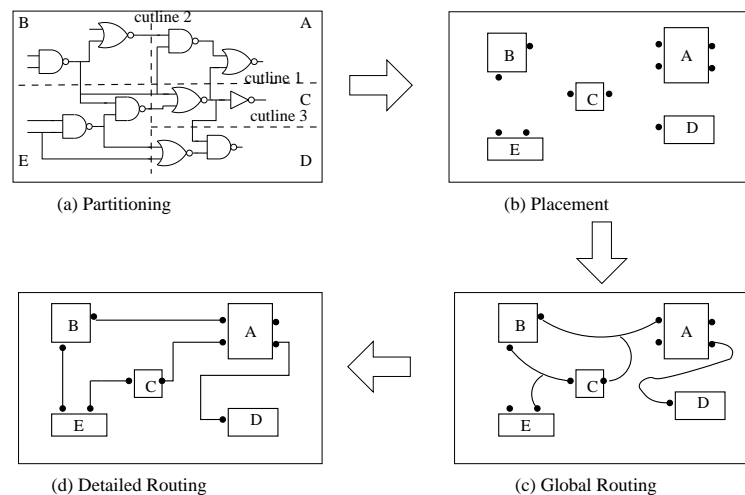 B
cutline 2
A
cutline 1
C
cutline 3
E
D
(a) Partitioning
B
A
C
D
E
(b) Placement
B
A
C
E
D
(d) Detailed Routing
B
A
C
D
E
(c) Global Routing